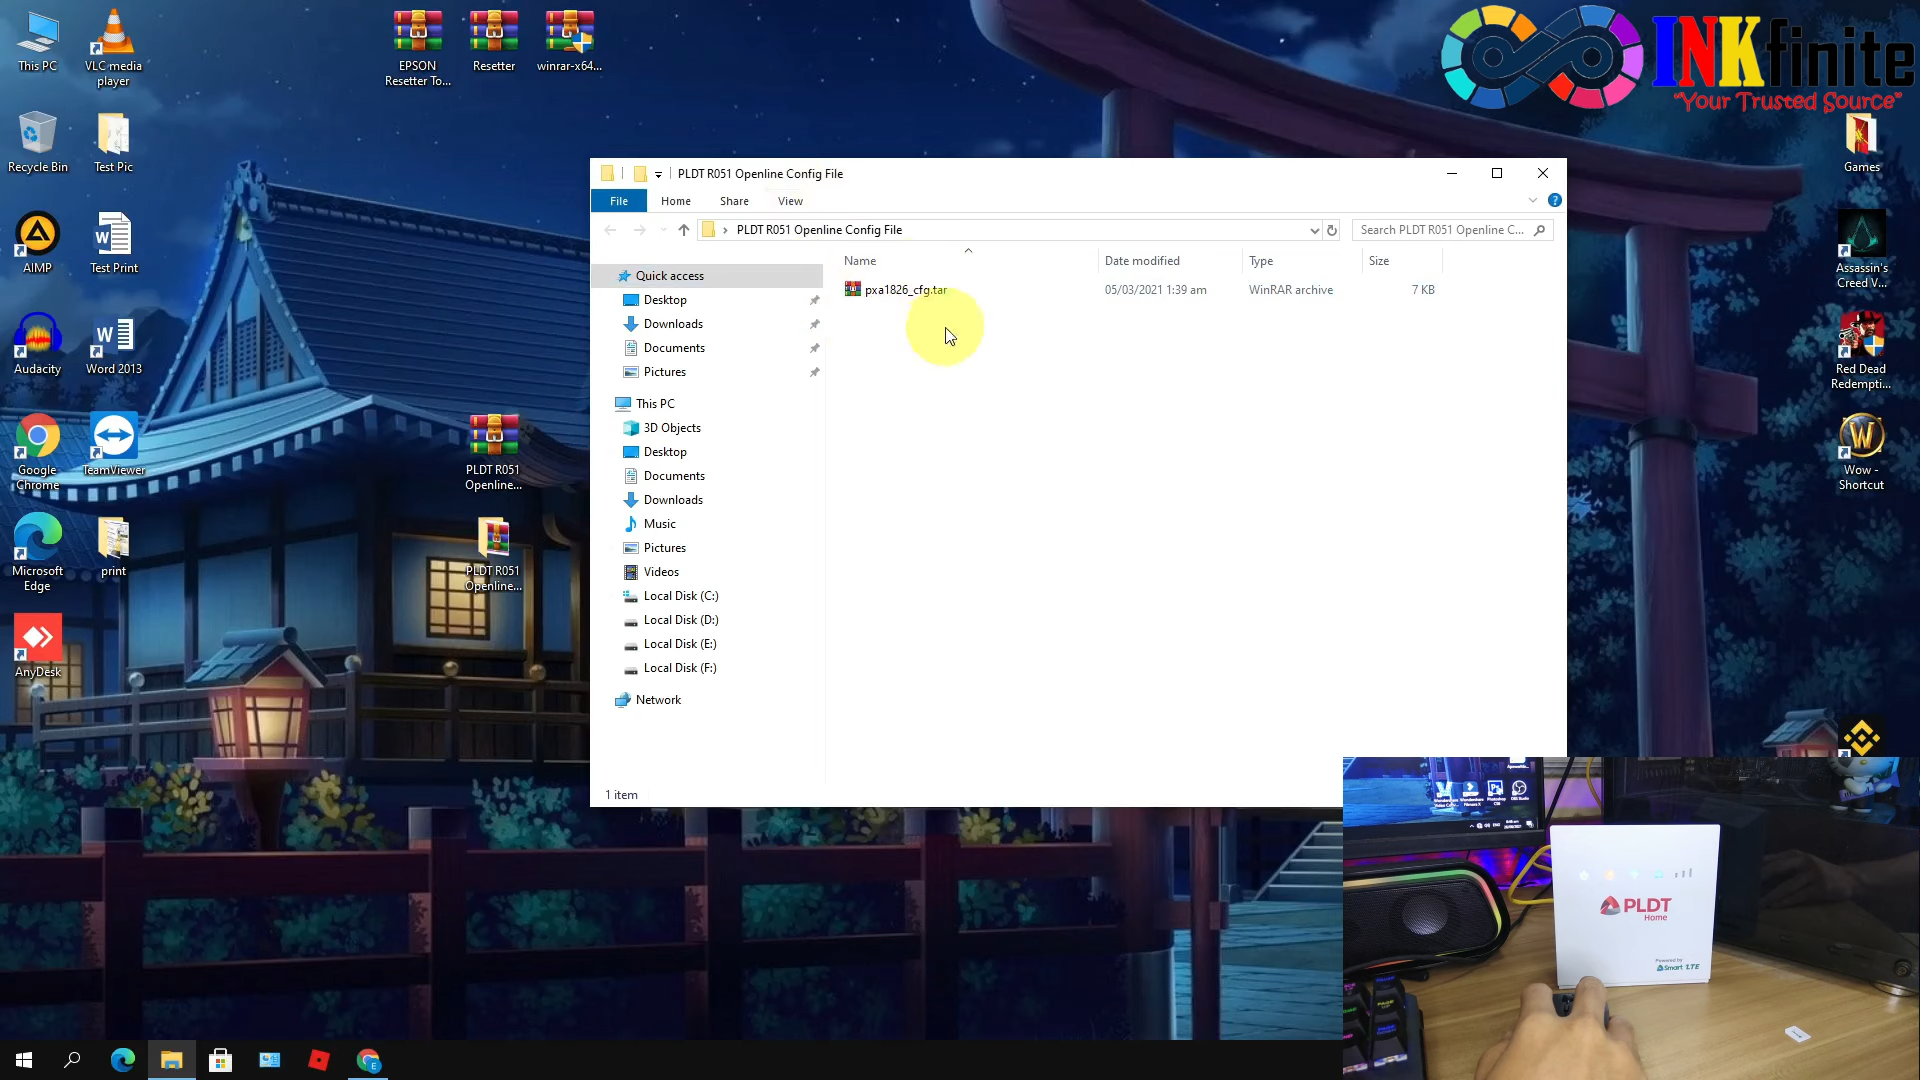 This PC
VLC media player
EPSON Resetter To...
Resetter
winrar-x64...
INKfinite
"Your Trusted Source"
Recycle Bin
Test Pic
Games
PLDT R051 Openline Config File
File
Home
Share
View
PLDT R051 Openline Config File
Search PLDT R051 Openline C...
AIMP
Test Print
Assassin's Creed V...
Name
Date modified
Type
Size
pxa1826_cfg.tar
05/03/2021 1:39 am
WinRAR archive
7 KB
Quick access
Desktop
Downloads
Documents
Pictures
This PC
3D Objects
Desktop
Documents
Downloads
Music
Pictures
Videos
Local Disk (C:)
Local Disk (D:)
Local Disk (E:)
Local Disk (F:)
Network
1 item
Audacity
Word 2013
Red Dead Redempti...
Google Chrome
TeamViewer
PLDT R051 Openline...
Wow - Shortcut
Microsoft Edge
print
PLDT R051 Openline...
AnyDesk
PLDT
Home
Powered by
Smart LTE